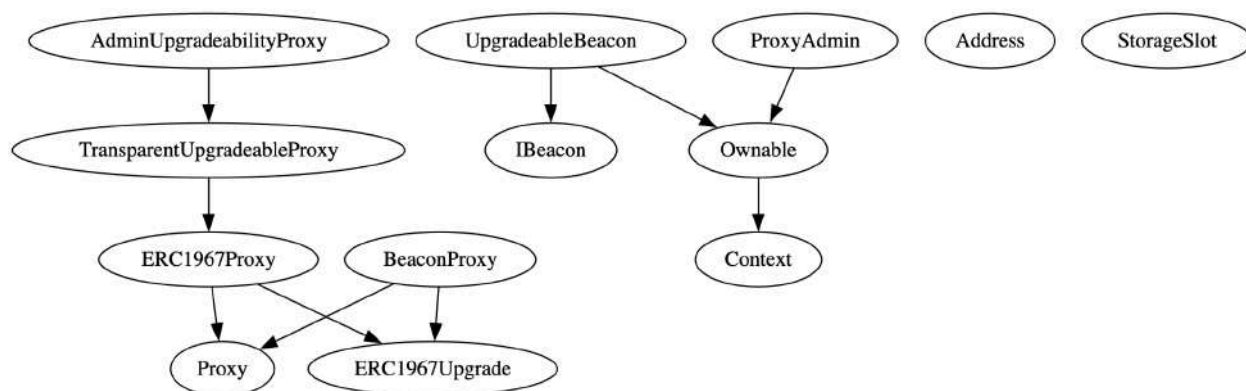 AdminUpgradeabilityProxy
UpgradeableBeacon
ProxyAdmin
Address
StorageSlot
TransparentUpgradeableProxy
IBeacon
Ownable
ERC1967Proxy
BeaconProxy
Context
Proxy
ERC1967Upgrade